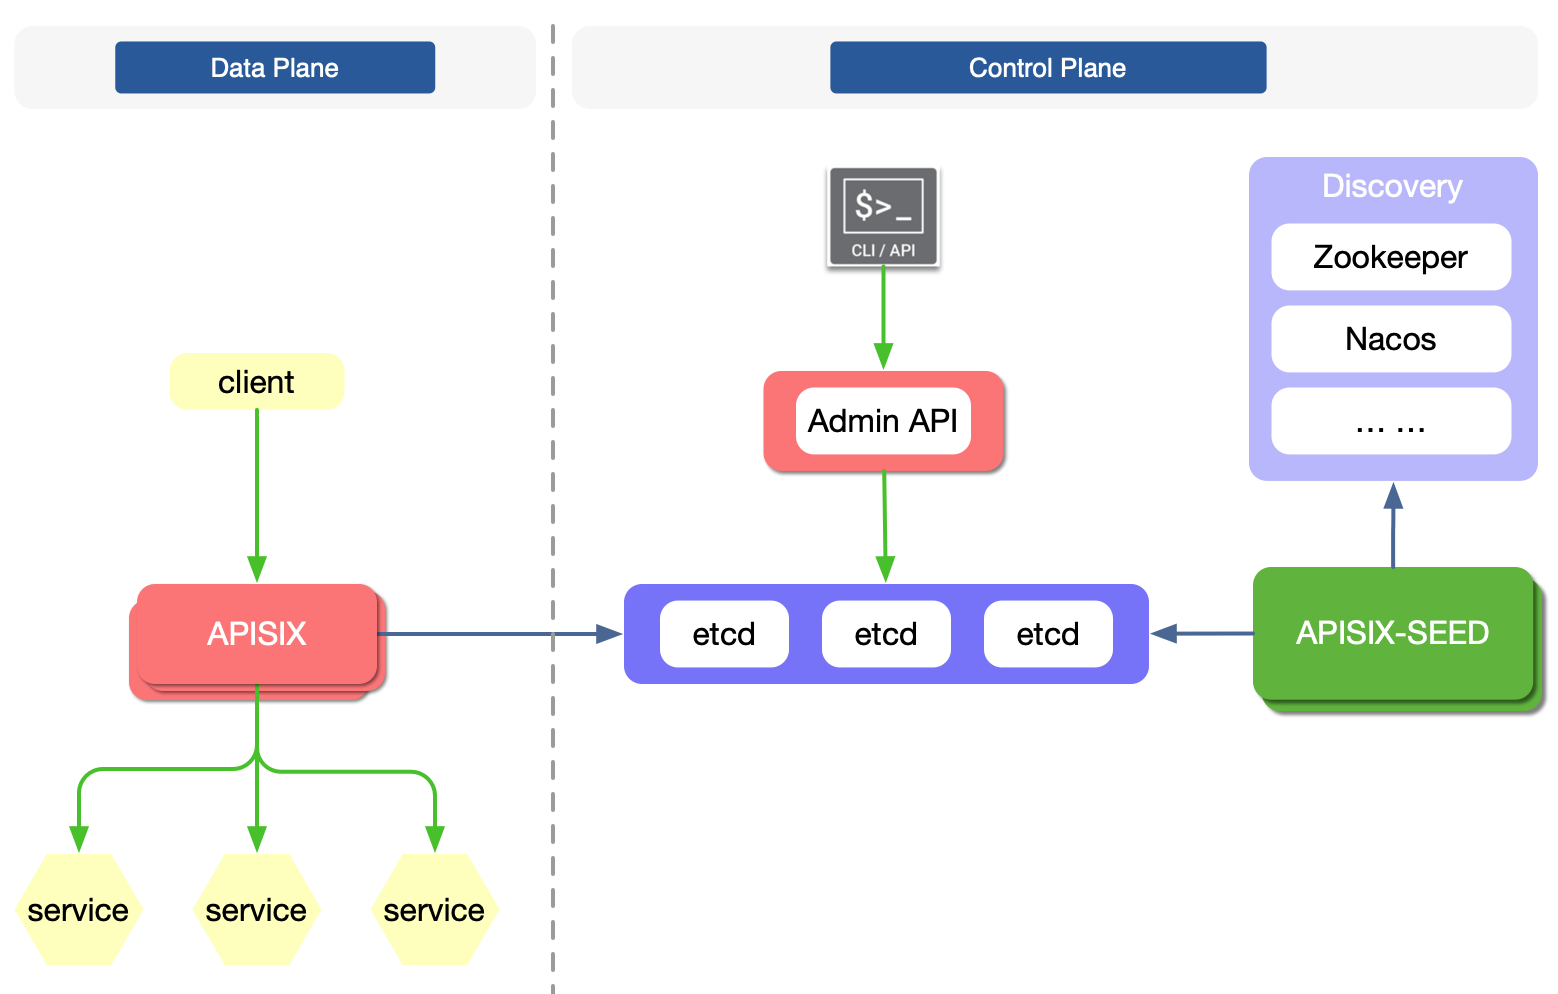 Data Plane
Control Plane
$>_
CLI / API
Discovery
Zookeeper
Nacos
... ...
client
Admin API
APISIX
etcd
etcd
etcd
APISIX-SEED
service
service
service